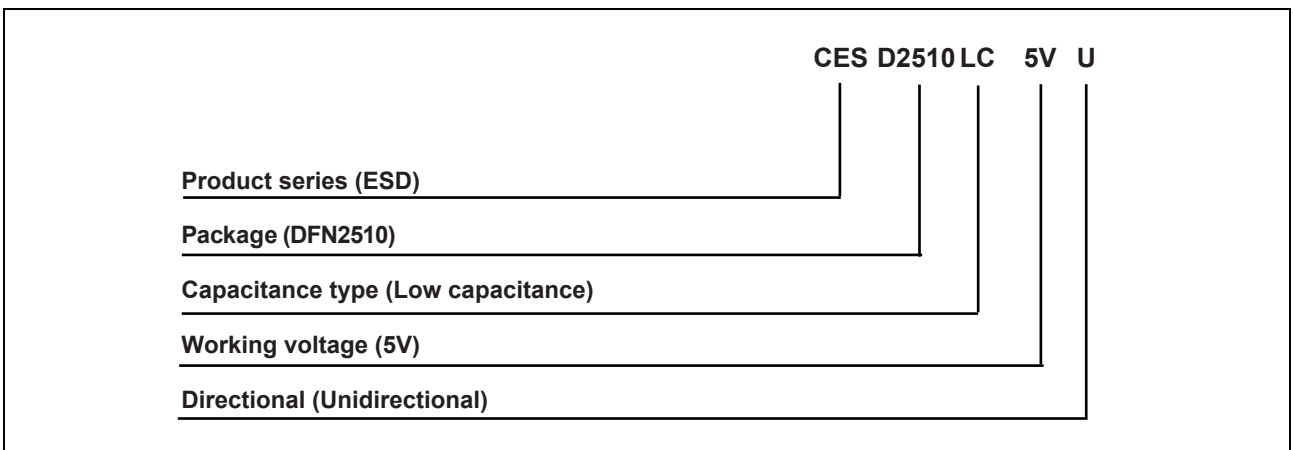 CES D2510 LC 5V U
Product series (ESD)
Package (DFN2510)
Capacitance type (Low capacitance)
Working voltage (5V)
Directional (Unidirectional)